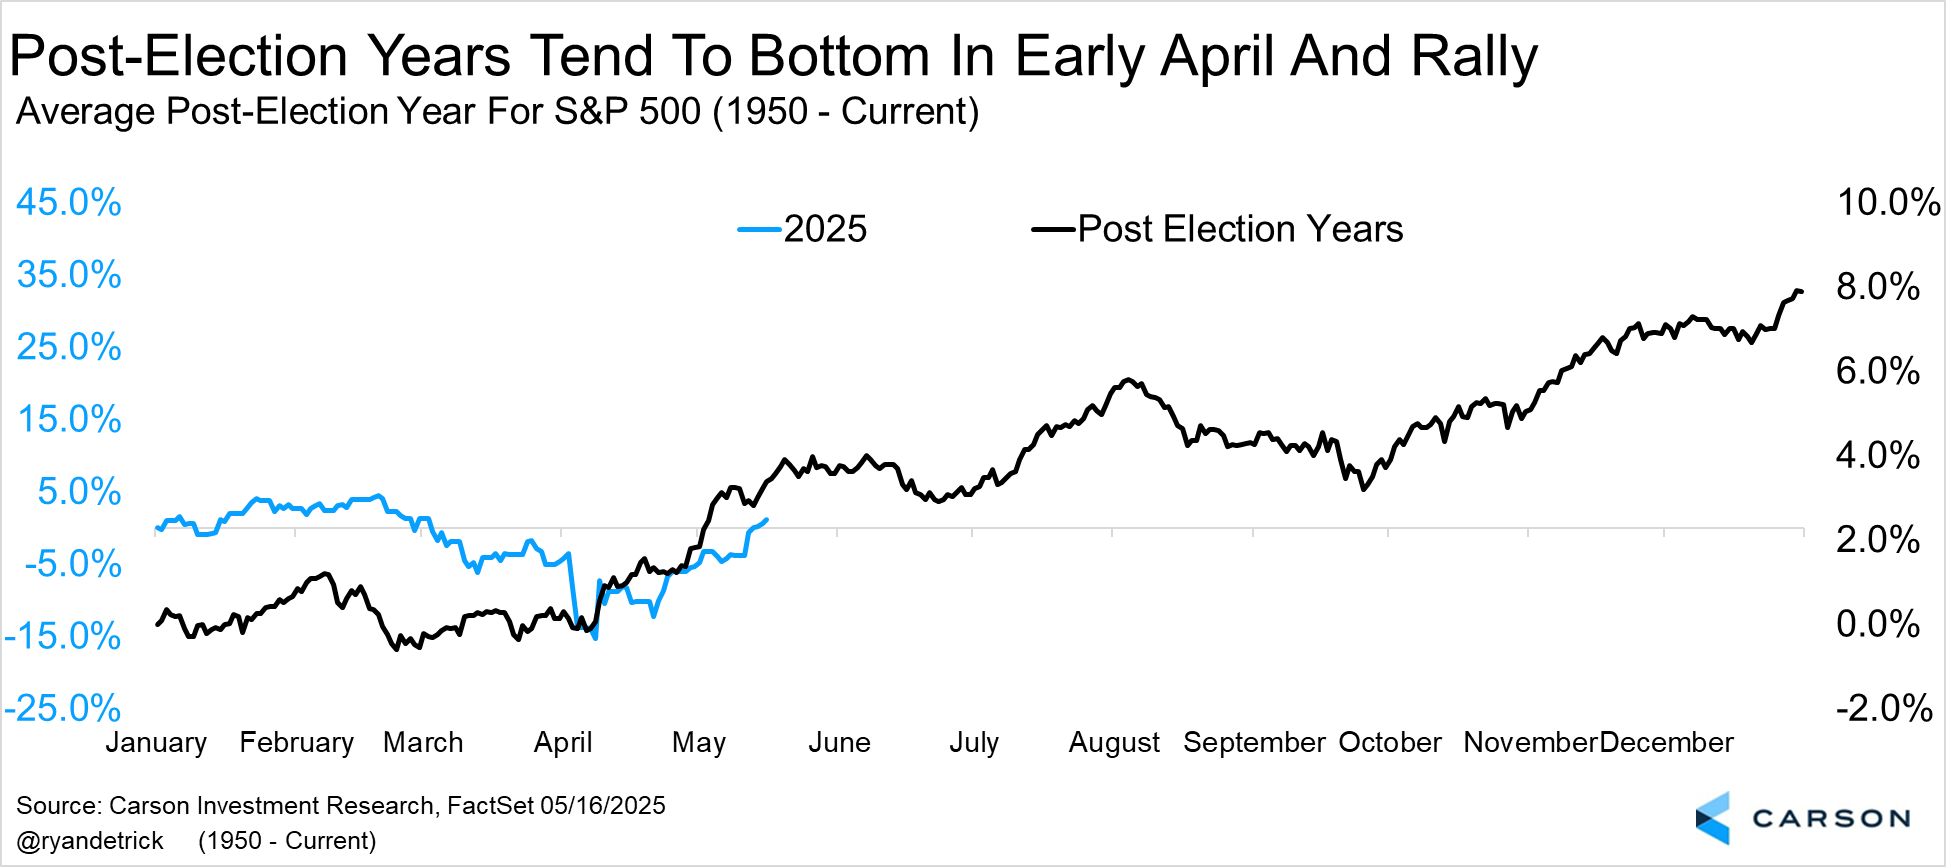 Post-Election Years Tend To Bottom In Early April And Rally
Average Post-Election Year For S&P 500 (1950 - Current)
45.0%
35.0%
25.0%
15.0%
5.0%
-5.0%
-15.0%
-25.0%
2025
Post Election Years
10.0%
8.0%
6.0%
4.0%
2.0%
0.0%
-2.0%
January February March April May June July August September October November December
Source: Carson Investment Research, FactSet 05/16/2025
@ryandetrick (1950 - Current)
CARSON